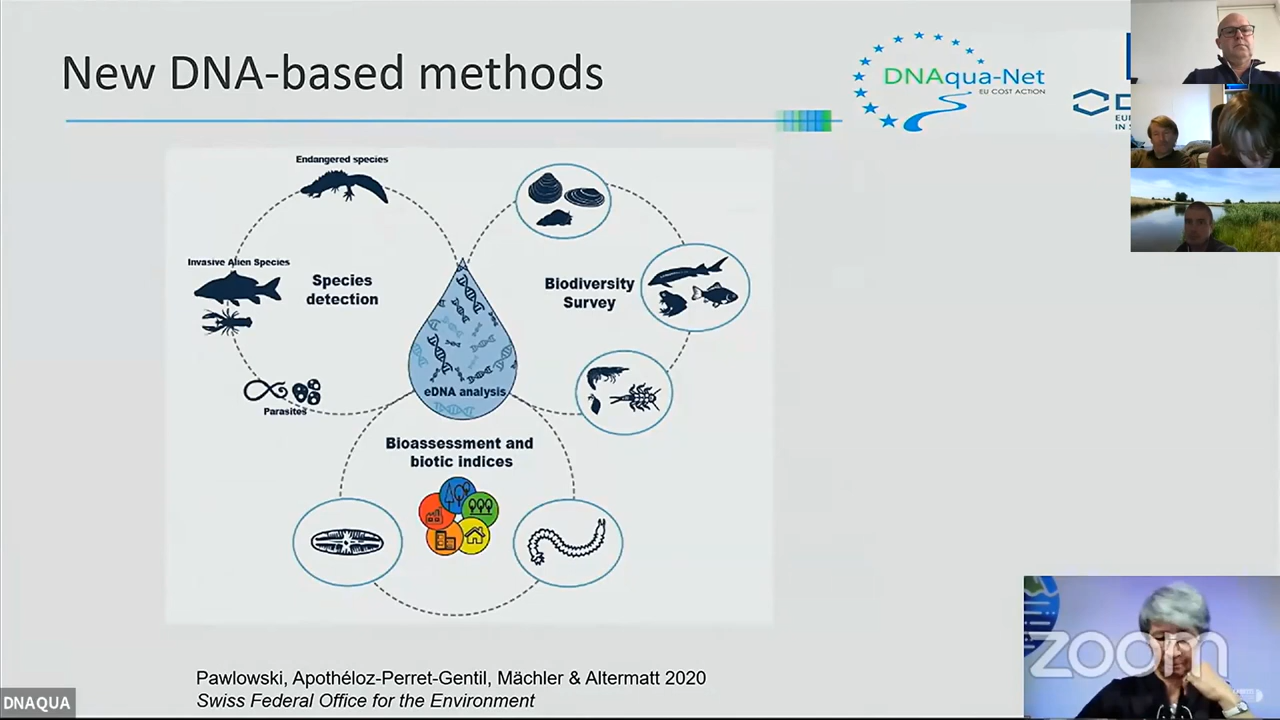 New DNA-based methods
DNAqua-Net
EU COST ACTION
Endangered species
Invasive Alien Species
Species
detection
Biodiversity
Survey
Parasites
eDNA analysis
Bioassessment and
biotic indices
Pawlowski, Apothéloz-Perret-Gentil, Mächler & Altermatt 2020
Swiss Federal Office for the Environment
DNAQUA
zoom